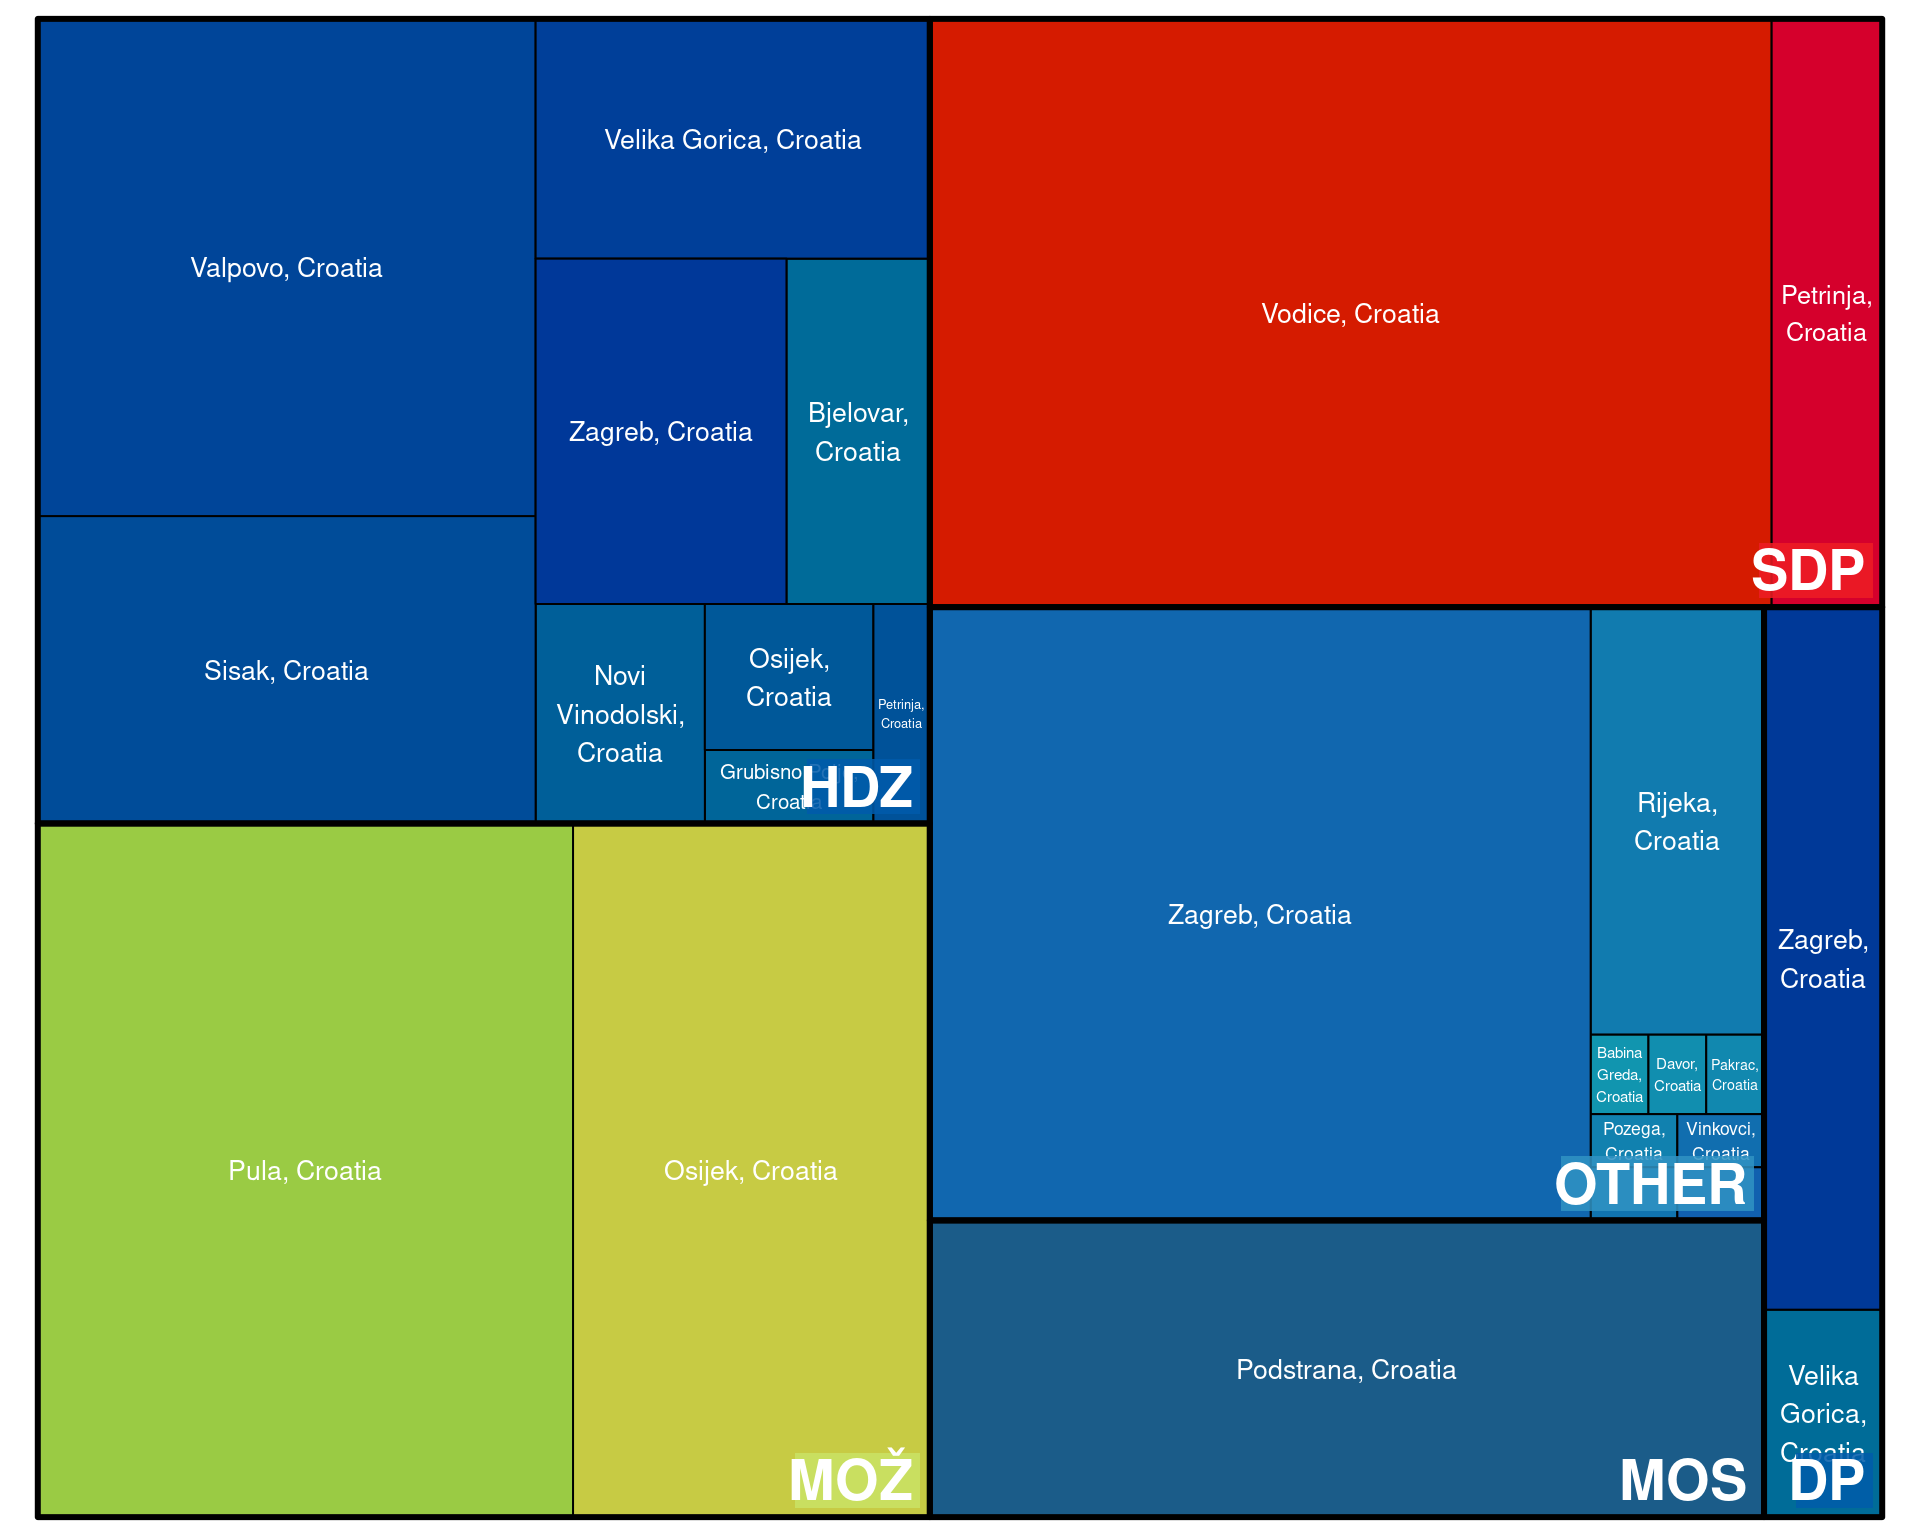 Valpovo, Croatia
Velika Gorica, Croatia
Zagreb, Croatia
Bjelovar,
Croatia
Sisak, Croatia
Novi
Vinodolski,
Croatia
Osijek,
Croatia
Petrinja,
Croatia
Grubisno
Croatia
HDZ
Vodice, Croatia
Petrinja,
Croatia
SDP
Pula, Croatia
Osijek, Croatia
MOŽ
Zagreb, Croatia
Rijeka,
Croatia
Babina
Greda,
Croatia
Davor,
Croatia
Pakrac,
Croatia
Pozega,
Croatia
Vinkovci,
Croatia
OTHER
Podstrana, Croatia
MOS
Zagreb,
Croatia
Velika
Gorica,
Croatia
DP